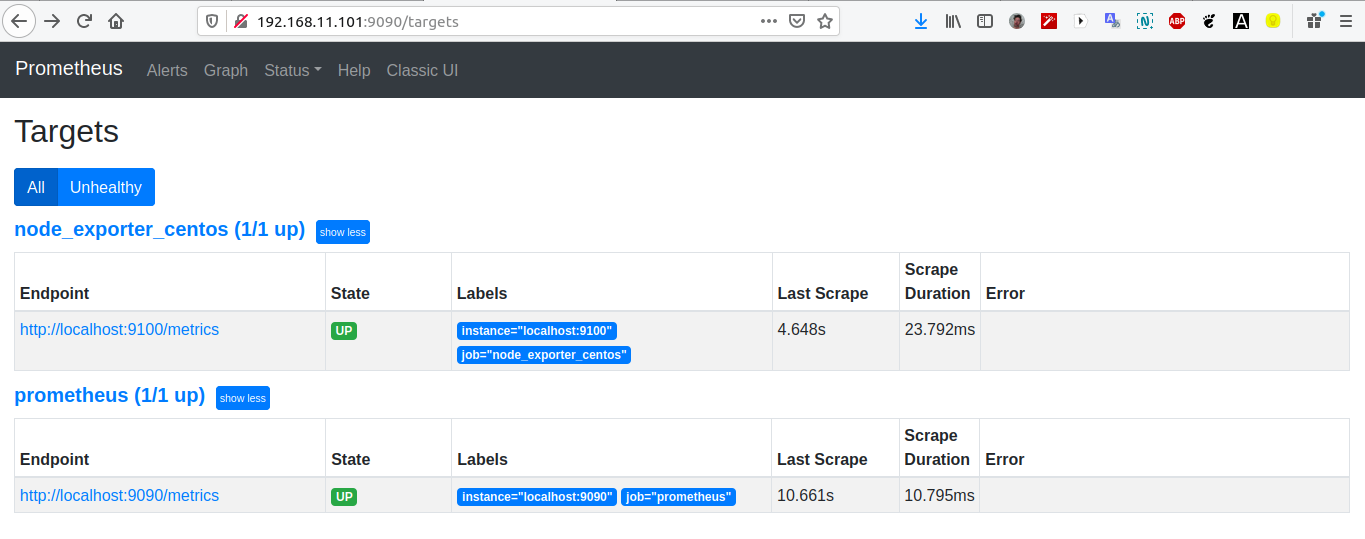 192.168.11.101:9090/targets
Prometheus Alerts Graph Status Help Classic UI
Targets
All Unhealthy
node_exporter_centos (1/1 up) show less
Endpoint State Labels Last Scrape Scrape Duration Error
http://localhost:9100/metrics UP instance="localhost:9100" 4.648s 23.792ms
job="node_exporter_centos"
prometheus (1/1 up) show less
Endpoint State Labels Last Scrape Scrape Duration Error
http://localhost:9090/metrics UP instance="localhost:9090" job="prometheus" 10.661s 10.795ms